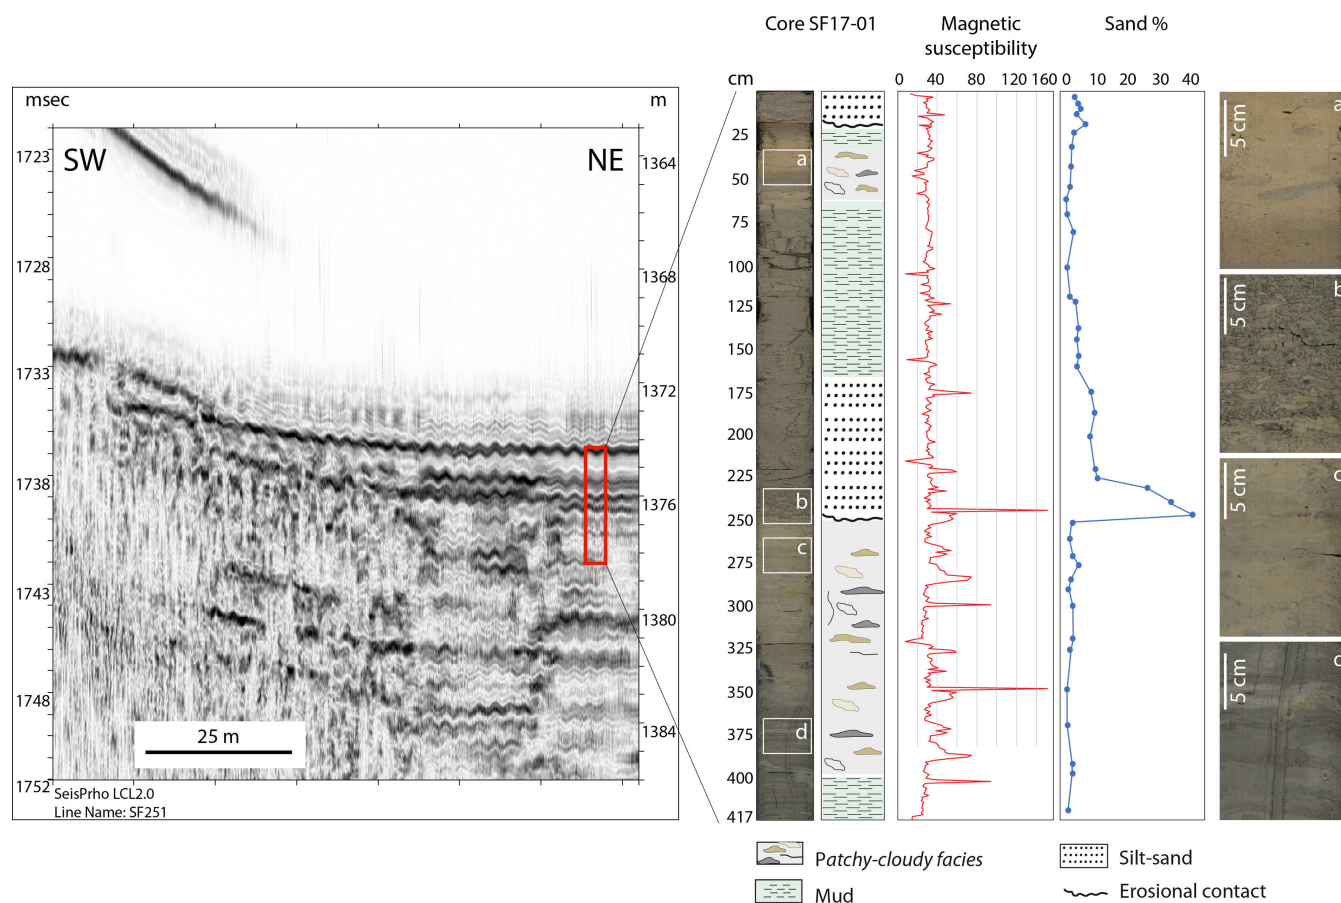 msec
m
SW
NE
1723
1728
1733
1738
1743
1748
1752
1364
1368
1372
1376
1380
1384
25 m
SeisPrho LCL2.0
Line Name: SF251
Core SF17-01
Magnetic
susceptibility
Sand %
cm
0 40 80 120 160
0 10 20 30 40
25
50
75
100
125
150
175
200
225
250
275
300
325
350
375
400
417
a
b
c
d
a
5 cm
b
5 cm
c
5 cm
d
5 cm
Patchy-cloudy facies
Silt-sand
Mud
Erosional contact